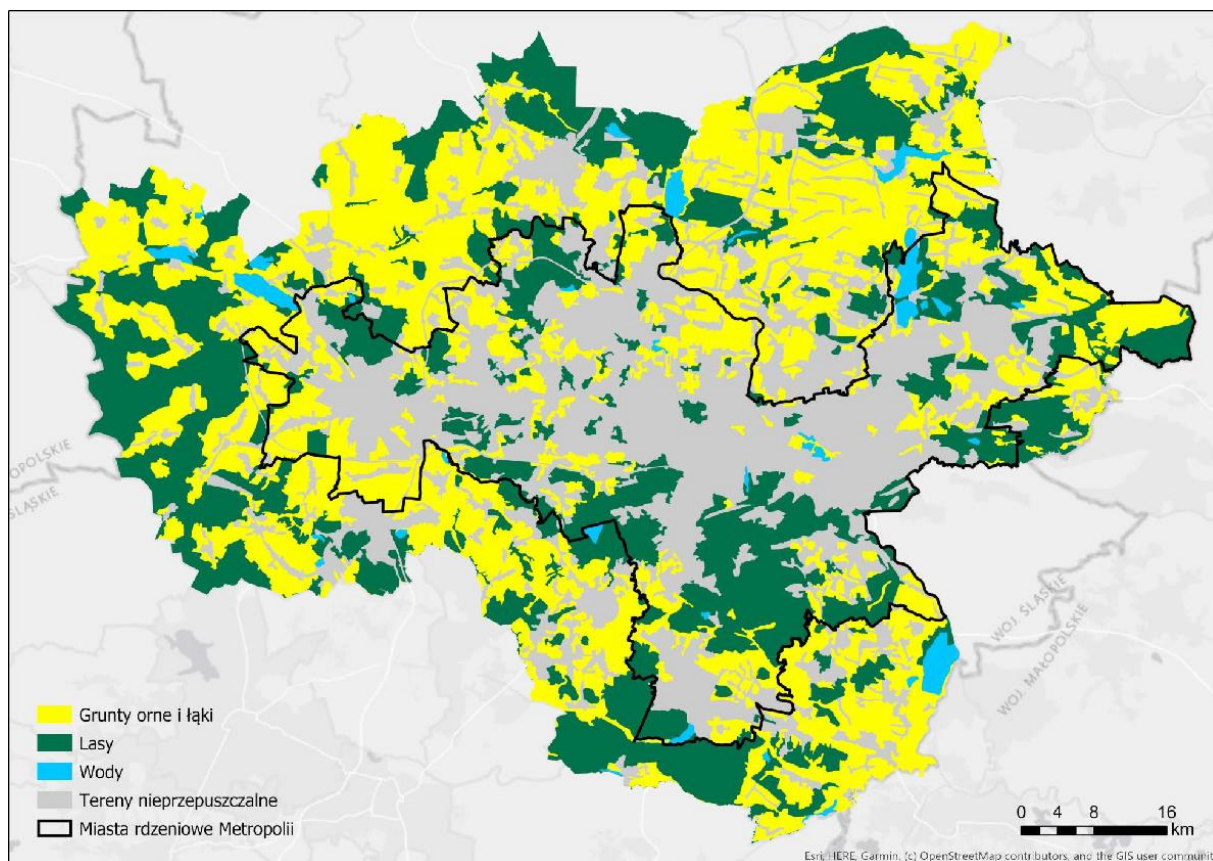 OPOLSKIE
ŚLĄSKIE
WOJ. ŚLĄSKIE
WOJ. MAŁOPOLSKIE
Grunty orne i łąki
Lasy
Wody
Tereny nieprzepuszczalne
Miasta rdzeniowe Metropolii
0 4 8 16
km
Esri, HERE, Garmin, (c) OpenStreetMap contributors, and the GIS user communit